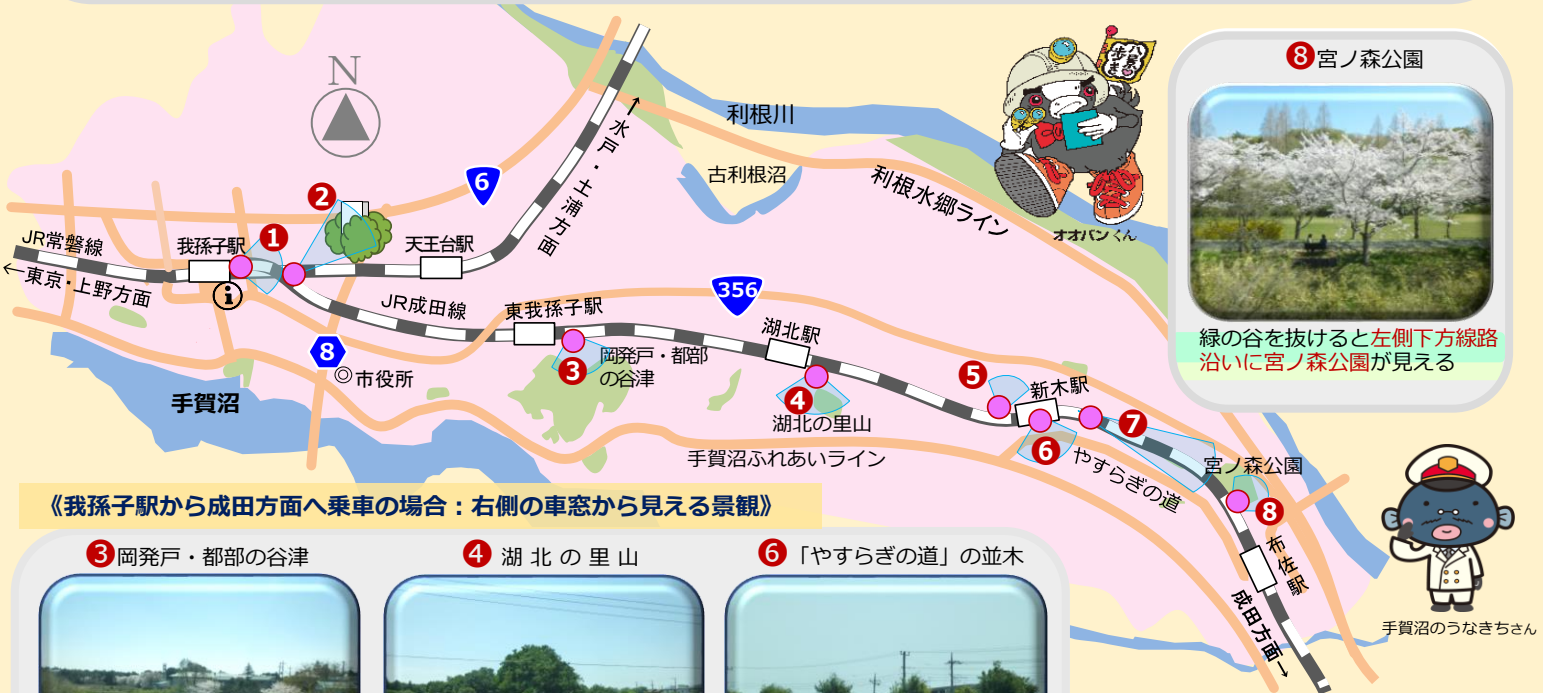 N
利根川
古利根沼
利根水郷ライン
水戸・土浦方面→
6
2
1
我孫子駅
天王台駅
JR常磐線
←東京・上野方面
i
JR成田線
東我孫子駅
356
湖北駅
8
◎市役所
手賀沼
3
岡発戸・都部
の谷津
4
湖北の里山
5
新木駅
6
やすらぎの道
7
宮ノ森公園
8
手賀沼ふれあいライン
布佐駅
成田方面→
八景♡
歩き
オオバンくん
8宮ノ森公園
緑の谷を抜けると左側下方線路
沿いに宮ノ森公園が見える
手賀沼のうなきちさん
《我孫子駅から成田方面へ乗車の場合：右側の車窓から見える景観》
3岡発戸・都部の谷津
4 湖北の里山
6 「やすらぎの道」の並木